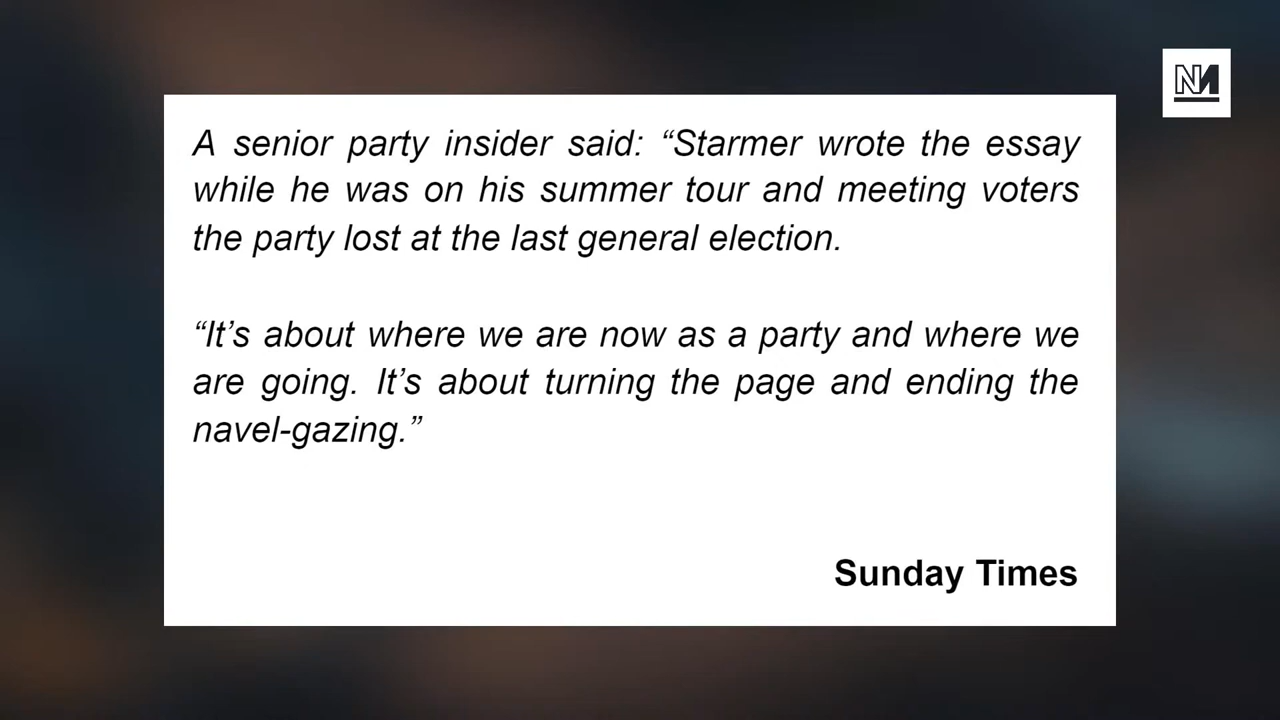 NM
A senior party insider said: “Starmer wrote the essay
while he was on his summer tour and meeting voters
the party lost at the last general election.
“It’s about where we are now as a party and where we
are going. It’s about turning the page and ending the
navel-gazing.”
Sunday Times